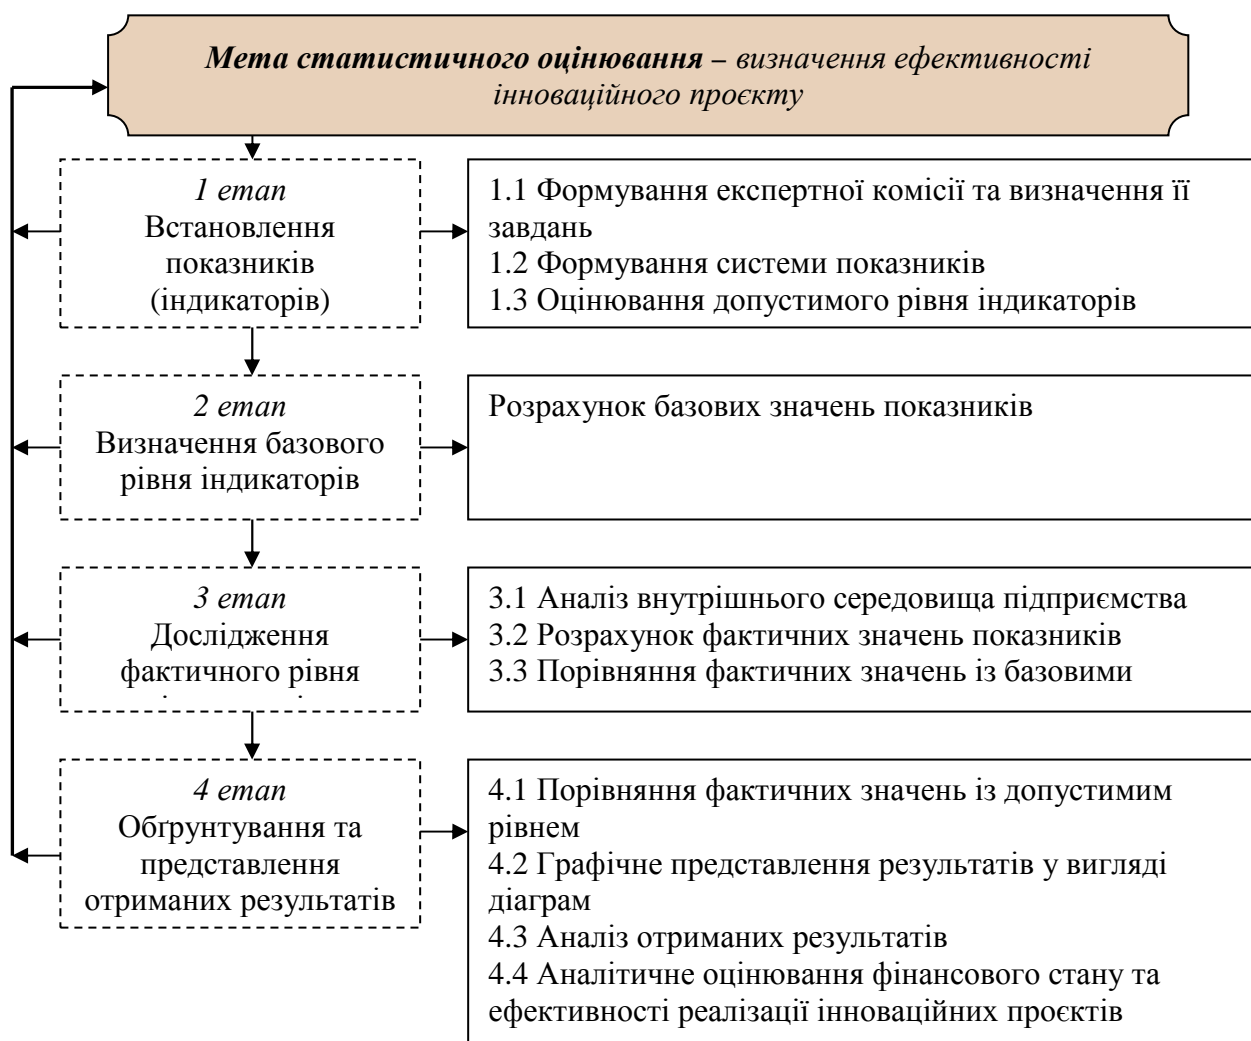 Мета статистичного оцінювання – визначення ефективності
інноваційного проєкту
1 етап
Встановлення
показників
(індикаторів)
1.1 Формування експертної комісії та визначення її
завдань
1.2 Формування системи показників
1.3 Оцінювання допустимого рівня індикаторів
2 етап
Визначення базового
рівня індикаторів
Розрахунок базових значень показників
3 етап
Дослідження
фактичного рівня
3.1 Аналіз внутрішнього середовища підприємства
3.2 Розрахунок фактичних значень показників
3.3 Порівняння фактичних значень із базовими
4 етап
Обґрунтування та
представлення
отриманих результатів
4.1 Порівняння фактичних значень із допустимим
рівнем
4.2 Графічне представлення результатів у вигляді
діаграм
4.3 Аналіз отриманих результатів
4.4 Аналітичне оцінювання фінансового стану та
ефективності реалізації інноваційних проєктів